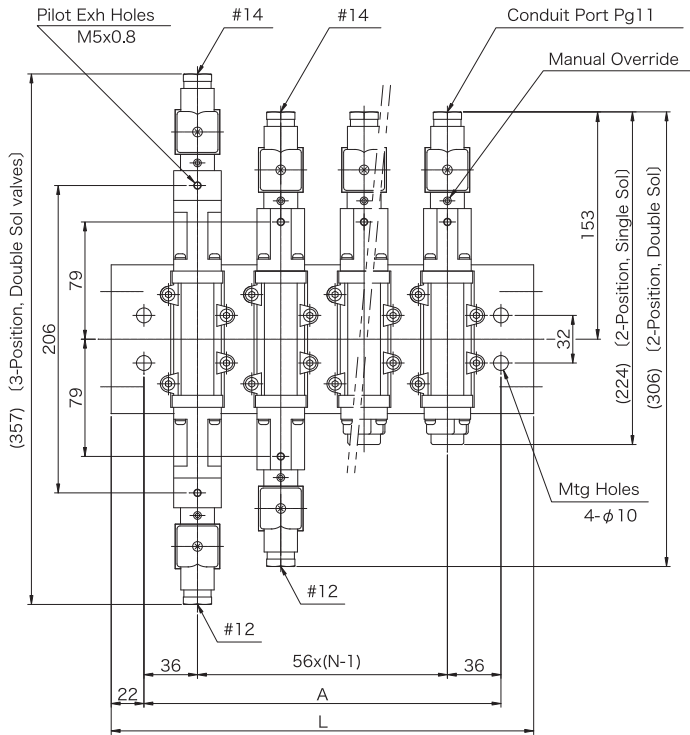 Pilot Exh Holes
M5x0.8
#14
#14
Conduit Port Pg11
Manual Override
(357) (3-Position, Double Sol valves)
206
79
79
153
32
(224) (2-Position, Single Sol)
(306) (2-Position, Double Sol)
Mtg Holes
4-φ10
#12
#12
36
56x(N-1)
36
22
A
L